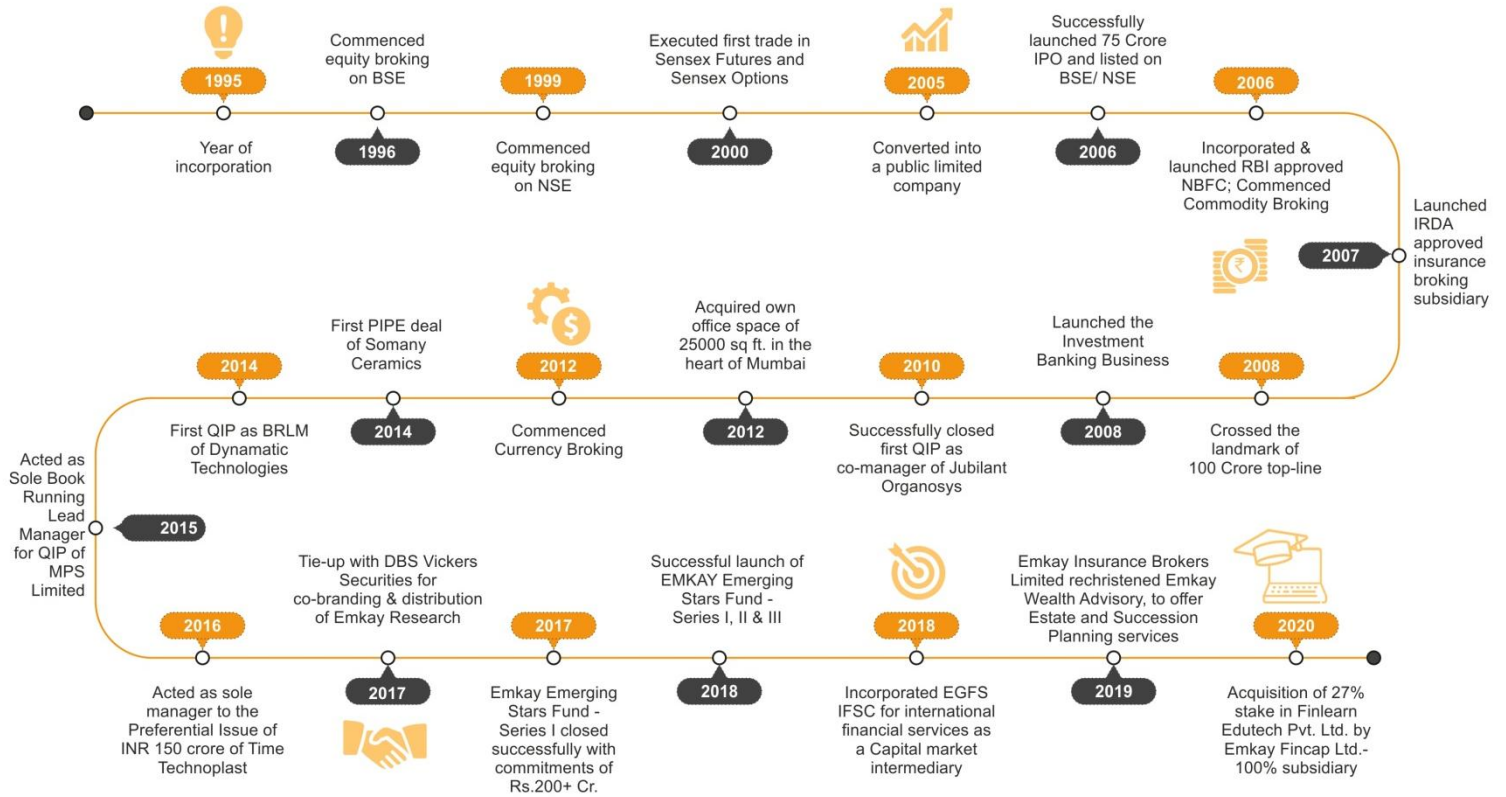 1995
Year of
incorporation
Commenced
equity broking
on BSE
1996
1999
Commenced
equity broking
on NSE
Executed first trade in
Sensex Futures and
Sensex Options
2000
2005
Converted into
a public limited
company
Successfully
launched 75 Crore
IPO and listed on
BSE/ NSE
2006
2006
Incorporated &
launched RBI approved
NBFC; Commenced
Commodity Broking
2007
Launched
IRDA
approved
insurance
broking
subsidiary
₹
2008
Crossed the
landmark of
100 Crore top-line
Launched the
Investment
Banking Business
2008
2010
Successfully closed
first QIP as
co-manager of Jubilant
Organosys
Acquired own
office space of
25000 sq ft. in the
heart of Mumbai
2012
$
2012
Commenced
Currency Broking
First PIPE deal
of Somany
Ceramics
2014
2014
First QIP as BRLM
of Dynamatic
Technologies
Acted as
Sole Book
Running
Lead
Manager
for QIP of
MPS
Limited
2015
2016
Acted as sole
manager to the
Preferential Issue of
INR 150 crore of Time
Technoplast
Tie-up with DBS Vickers
Securities for
co-branding & distribution
of Emkay Research
2017
2017
Emkay Emerging
Stars Fund -
Series I closed
successfully with
commitments of
Rs.200+ Cr.
Successful launch of
EMKAY Emerging
Stars Fund -
Series I, II & III
2018
2018
Incorporated EGFS
IFSC for international
financial services as
a Capital market
intermediary
Emkay Insurance Brokers
Limited rechristened Emkay
Wealth Advisory, to offer
Estate and Succession
Planning services
2019
2020
Acquisition of 27%
stake in Finlearn
Edutech Pvt. Ltd. by
Emkay Fincap Ltd.-
100% subsidiary